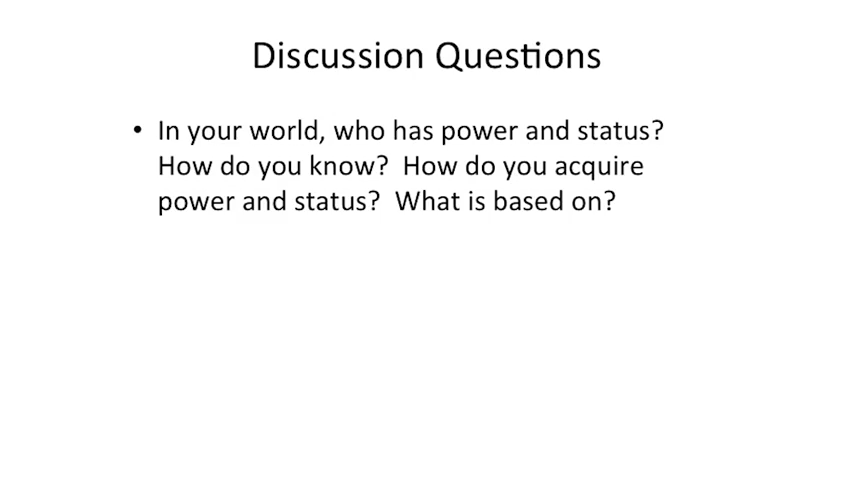 Discussion Questions
• In your world, who has power and status?
How do you know?  How do you acquire
power and status?  What is based on?